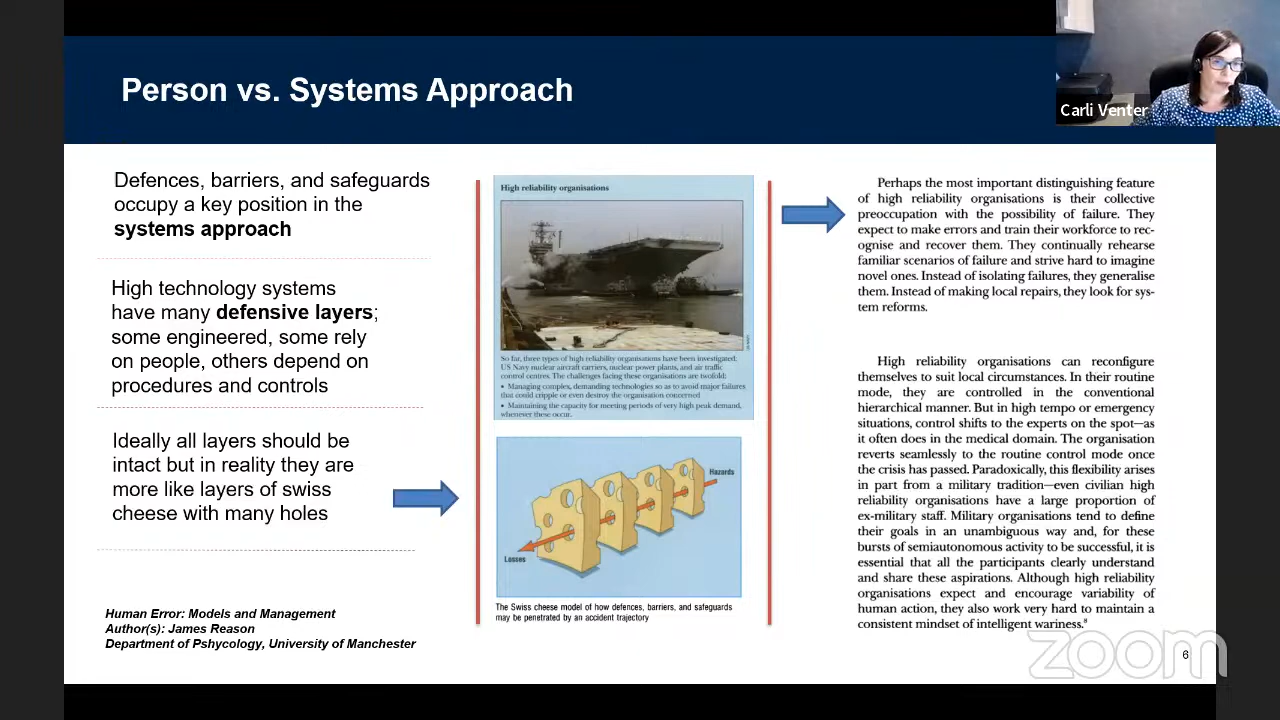 Person vs. Systems Approach
Carli Venter
Defences, barriers, and safeguards
occupy a key position in the
systems approach
High technology systems
have many defensive layers;
some engineered, some rely
on people, others depend on
procedures and controls
Ideally all layers should be
intact but in reality they are
more like layers of swiss
cheese with many holes
Human Error: Models and Management
Author(s): James Reason
Department of Pshycology, University of Manchester
High reliability organisations
So far, three types of high reliability organisations have been investigated:
US Navy nuclear aircraft carriers, nuclear power plants, and air traffic
control centres. The challenges facing these organisations are twofold:
• Managing complex, demanding technologies so as to avoid major failures
that could cripple or even destroy the organisation concerned
• Maintaining the capacity for meeting periods of very high peak demand,
whenever these occur.
Hazards
Losses
The Swiss cheese model of how defences, barriers, and safeguards
may be penetrated by an accident trajectory
Perhaps the most important distinguishing feature
of high reliability organisations is their collective
preoccupation with the possibility of failure. They
expect to make errors and train their workforce to rec-
ognise and recover them. They continually rehearse
familiar scenarios of failure and strive hard to imagine
novel ones. Instead of isolating failures, they generalise
them. Instead of making local repairs, they look for sys-
tem reforms.
High reliability organisations can reconfigure
themselves to suit local circumstances. In their routine
mode, they are controlled in the conventional
hierarchical manner. But in high tempo or emergency
situations, control shifts to the experts on the spot—as
it often does in the medical domain. The organisation
reverts seamlessly to the routine control mode once
the crisis has passed. Paradoxically, this flexibility arises
in part from a military tradition—even civilian high
reliability organisations have a large proportion of
ex-military staff. Military organisations tend to define
their goals in an unambiguous way and, for these
bursts of semiautonomous activity to be successful, it is
essential that all the participants clearly understand
and share these aspirations. Although high reliability
organisations expect and encourage variability of
human action, they also work very hard to maintain a
consistent mindset of intelligent wariness.⁸
zoom
6